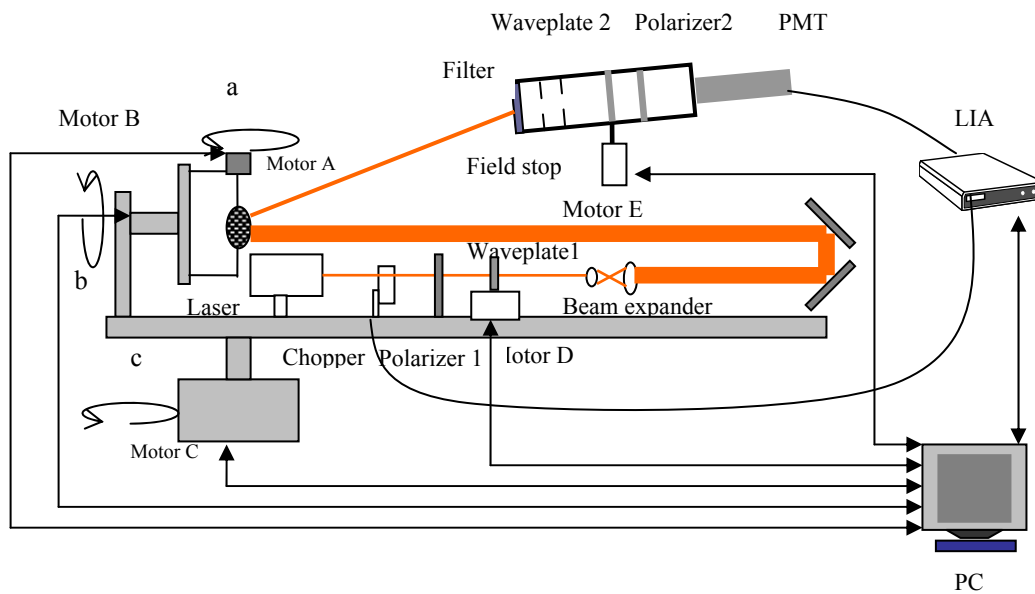 Waveplate 2 Polarizer2 PMT
Filter
a
Motor B
LIA
Motor A
Field stop
Motor E
Waveplate1
b
Laser
Beam expander
c
Chopper Polarizer 1 otor D
Motor C
PC